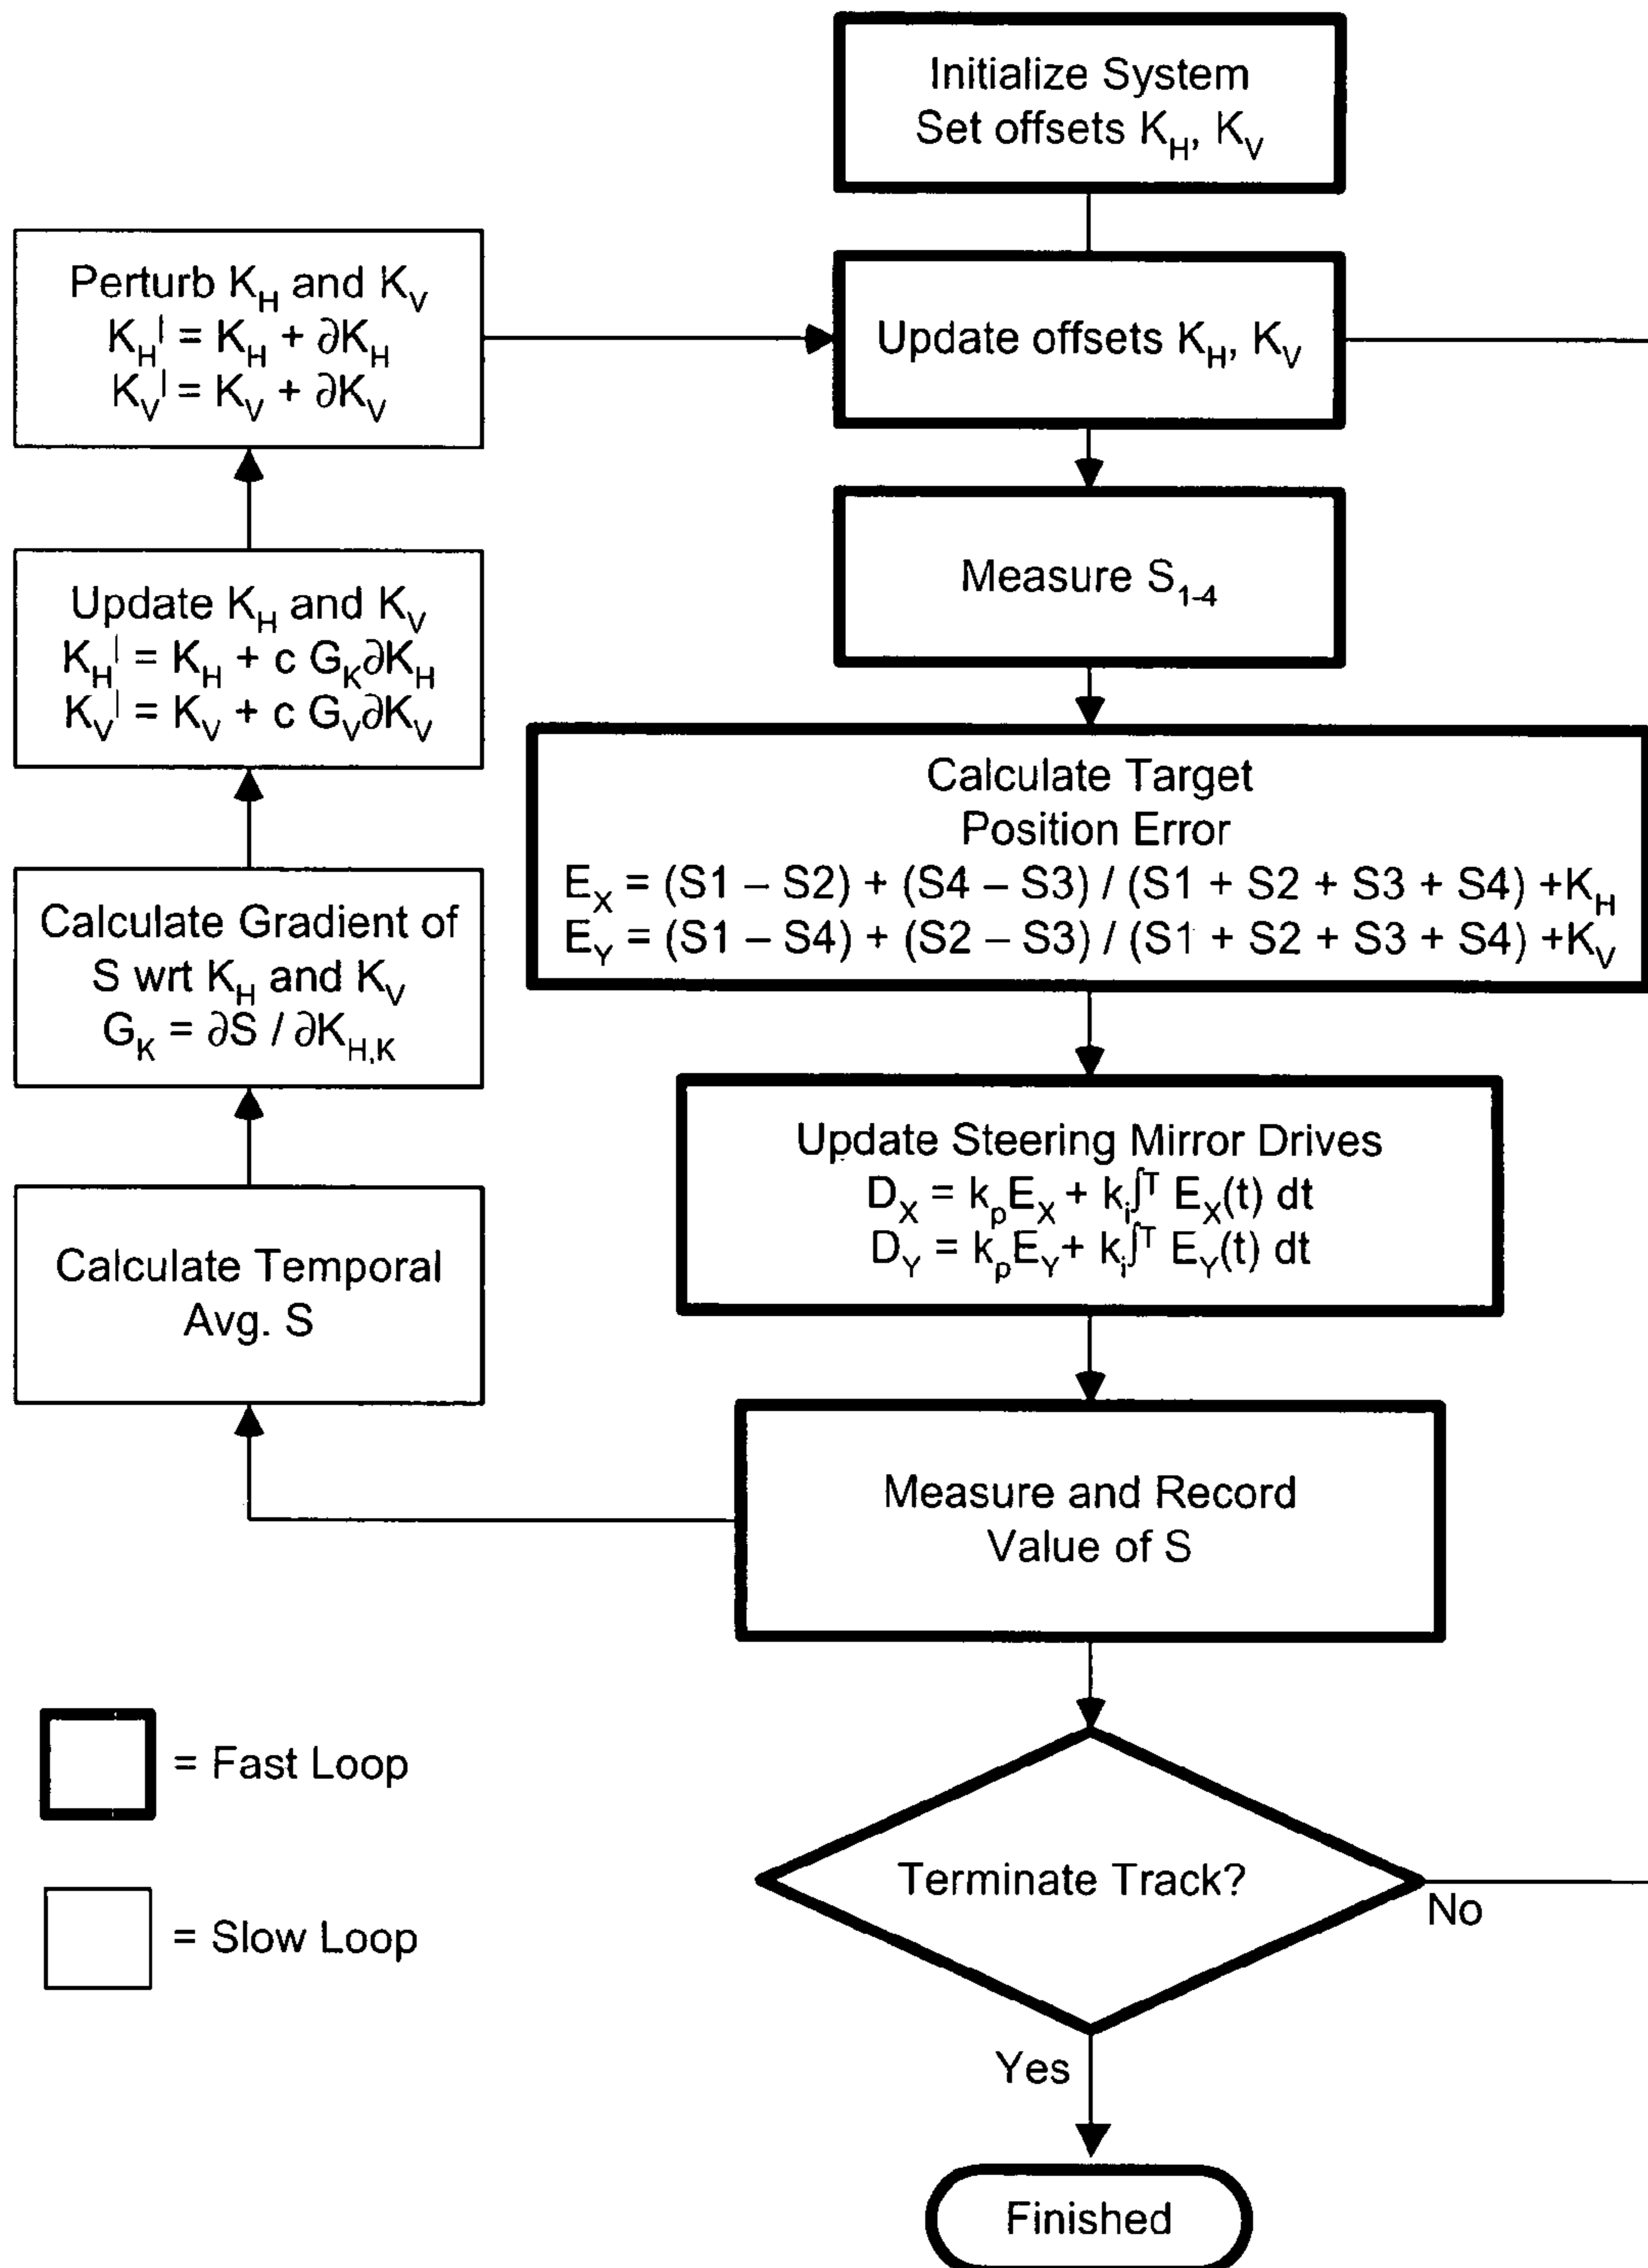 Initialize System
Set offsets K_H, K_V
Perturb K_H and K_V
K_H^| = K_H + ∂K_H
K_V^| = K_V + ∂K_V
Update offsets K_H, K_V
Measure S_1-4
Update K_H and K_V
K_H^| = K_H + c G_K∂K_H
K_V^| = K_V + c G_V∂K_V
Calculate Target
Position Error
E_X = (S1 – S2) + (S4 – S3) / (S1 + S2 + S3 + S4) +K_H
E_Y = (S1 – S4) + (S2 – S3) / (S1 + S2 + S3 + S4) +K_V
Calculate Gradient of
S wrt K_H and K_V
G_K = ∂S / ∂K_H,K
Update Steering Mirror Drives
D_X = k_pE_X + k_i∫^T E_X(t) dt
D_Y = k_pE_Y + k_i∫^T E_Y(t) dt
Calculate Temporal
Avg. S
Measure and Record
Value of S
= Fast Loop
= Slow Loop
Terminate Track?
No
Yes
Finished